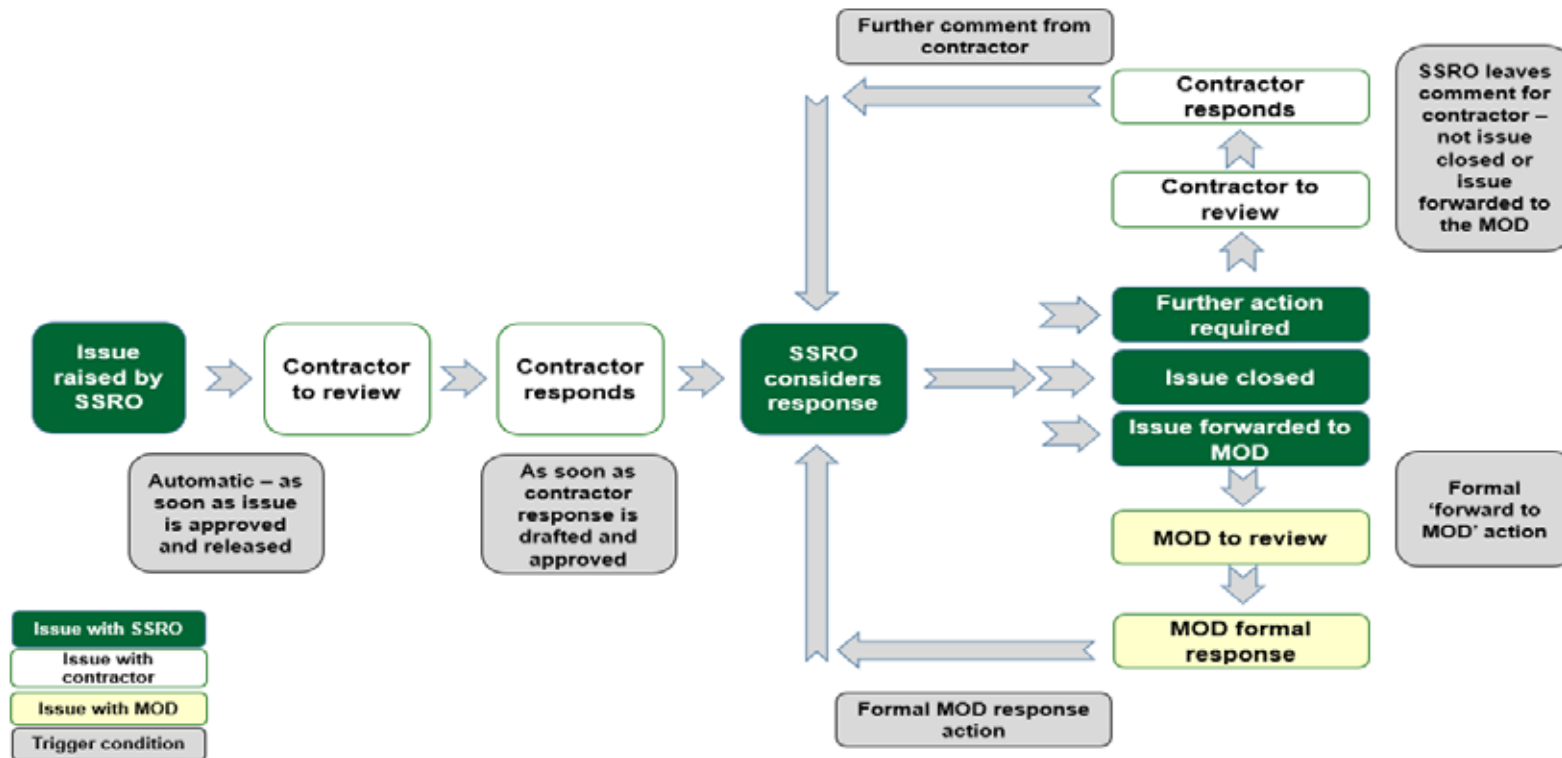 Further comment from
contractor
Contractor
responds
SSRO leaves
comment for
contractor –
not issue
closed or
issue
forwarded to
the MOD
Contractor to
review
Further action
required
Issue
raised by
SSRO
Contractor
to review
Contractor
responds
SSRO
considers
response
Issue closed
Issue forwarded to
MOD
Automatic – as
soon as issue
is approved
and released
As soon as
contractor
response is
drafted and
approved
Formal
‘forward to
MOD’ action
MOD to review
MOD formal
response
Issue with SSRO
Issue with
contractor
Issue with MOD
Trigger condition
Formal MOD response
action